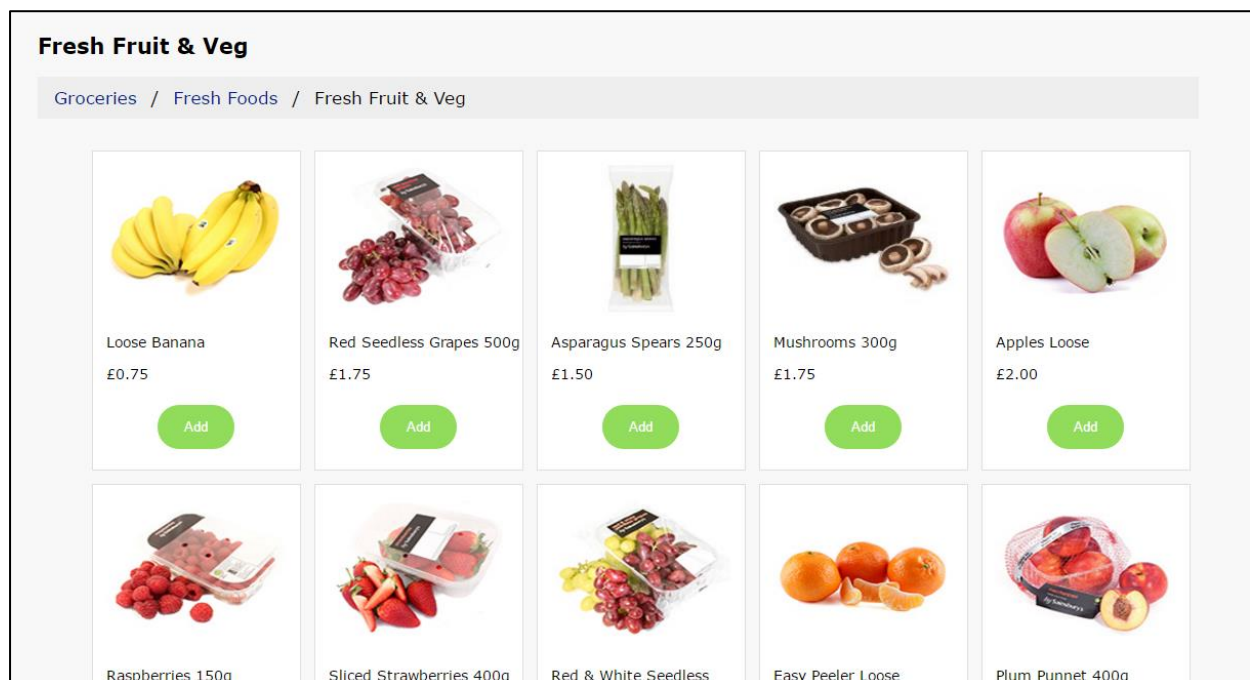 Fresh Fruit & Veg
Groceries / Fresh Foods / Fresh Fruit & Veg
Loose Banana
£0.75
Add
Red Seedless Grapes 500g
£1.75
Add
Asparagus Spears 250g
£1.50
Add
Mushrooms 300g
£1.75
Add
Apples Loose
£2.00
Add
Raspberries 150g
Sliced Strawberries 400g
Red & White Seedless
Easy Peeler Loose
Plum Punnet 400g